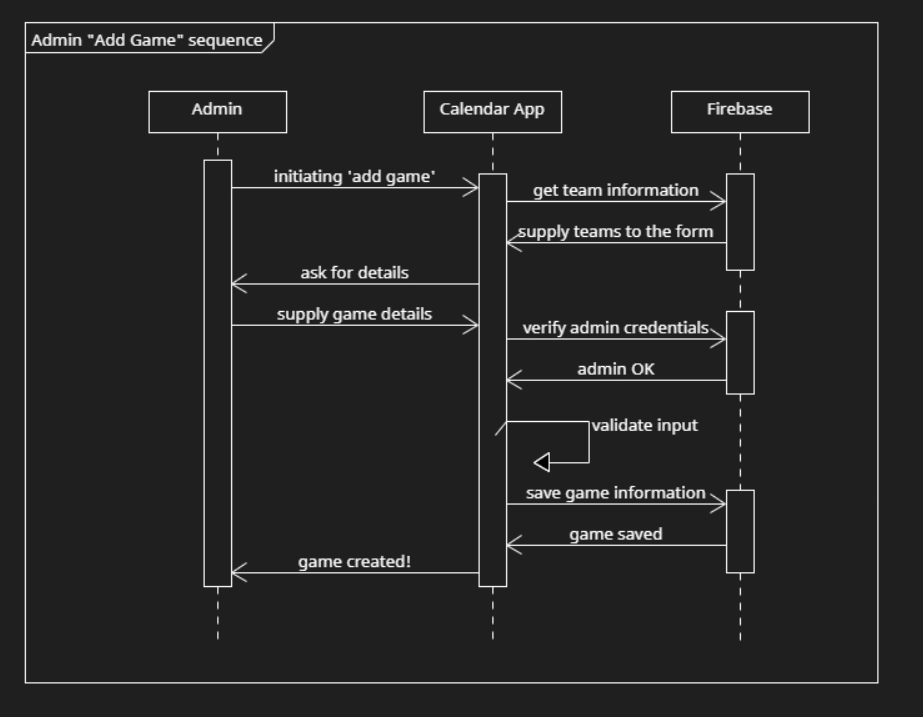 Admin "Add Game" sequence
Admin
Calendar App
Firebase
initiating 'add game'
get team information
supply teams to the form
ask for details
supply game details
verify admin credentials
admin OK
validate input
save game information
game saved
game created!